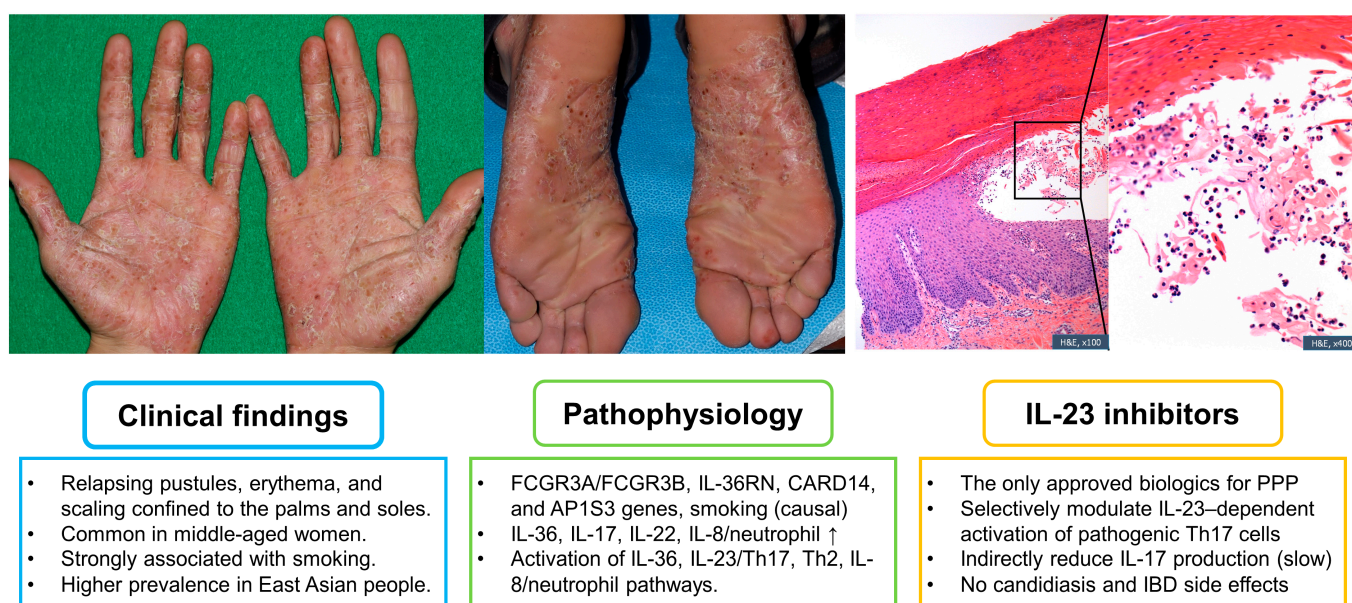 H&E, x100
H&E, x400
Clinical findings
• Relapsing pustules, erythema, and
scaling confined to the palms and soles.
• Common in middle-aged women.
• Strongly associated with smoking.
• Higher prevalence in East Asian people.
Pathophysiology
• FCGR3A/FCGR3B, IL-36RN, CARD14,
and AP1S3 genes, smoking (causal)
• IL-36, IL-17, IL-22, IL-8/neutrophil ↑
• Activation of IL-36, IL-23/Th17, Th2, IL-
8/neutrophil pathways.
IL-23 inhibitors
• The only approved biologics for PPP
• Selectively modulate IL-23–dependent
activation of pathogenic Th17 cells
• Indirectly reduce IL-17 production (slow)
• No candidiasis and IBD side effects